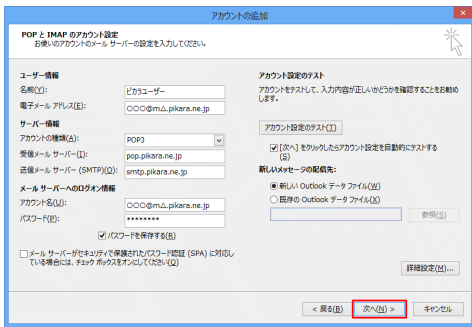 アカウントの追加
POP と IMAP のアカウント設定
お使いのアカウントのメール サーバーの設定を入力してください。
ユーザー情報
名前(Y):
ピカラユーザー
電子メール アドレス(E):
〇〇〇@m△.pikara.ne.jp
サーバー情報
アカウントの種類(A):
POP3
受信メール サーバー(I):
pop.pikara.ne.jp
送信メール サーバー (SMTP)(O):
smtp.pikara.ne.jp
メール サーバーへのログオン情報
アカウント名(U):
〇〇〇@m△.pikara.ne.jp
パスワード(P):
********
パスワードを保存する(R)
メール サーバーがセキュリティで保護されたパスワード認証 (SPA) に対応し
ている場合には、チェック ボックスをオンにしてください(Q)
アカウント設定のテスト
アカウントをテストして、入力内容が正しいかどうかを確認することをお勧め
します。
アカウント設定のテスト(T)
[次へ] をクリックしたらアカウント設定を自動的にテストする
(S)
新しいメッセージの配信先:
新しい Outlook データ ファイル(W)
既存の Outlook データ ファイル(X)
参照(S)
詳細設定(M)...
< 戻る(B)
次へ(N) >
キャンセル